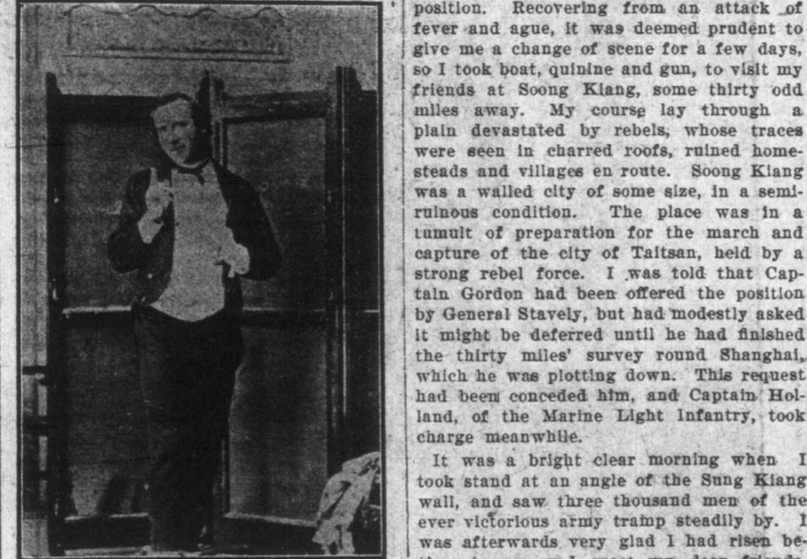 position. Recovering from an attack of
fever and ague, it was deemed prudent to
give me a change of scene for a few days,
so I took boat, quinine and gun, to visit my
friends at Soong Kiang, some thirty odd
miles away. My course lay through a
plain devastated by rebels, whose traces
were seen in charred roofs, ruined home-
steads and villages en route. Soong Kiang
was a walled city of some size, in a semi-
ruinous condition. The place was in a
tumult of preparation for the march and
capture of the city of Taitsan, held by a
strong rebel force. I was told that Cap-
tain Gordon had been offered the position
by General Stavely, but had modestly asked
it might be deferred until he had finished
the thirty miles' survey round Shanghai,
which he was plotting down. This request
had been conceded him, and Captain Hol-
land, of the Marine Light Infantry, took
charge meanwhile.
It was a bright clear morning when I
took stand at an angle of the Sung Kiang
wall, and saw three thousand men of the
ever victorious army tramp steadily by. I
was afterwards very glad I had risen be-